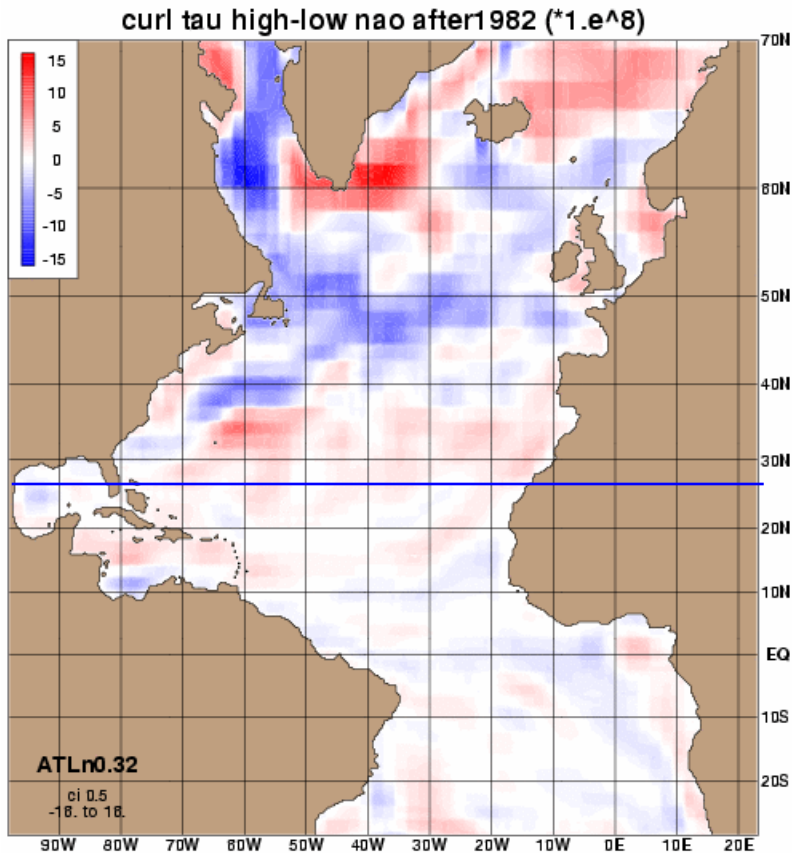 curl tau high-low nao after1982 (*1.e^8)
15
10
5
0
-5
-10
-15
70N
60N
50N
40N
30N
20N
10N
EQ
10S
20S
ATLn0.32
ci 0.5
-16. to 16.
90W 80W 70W 60W 50W 40W 30W 20W 10W 0E 10E 20E